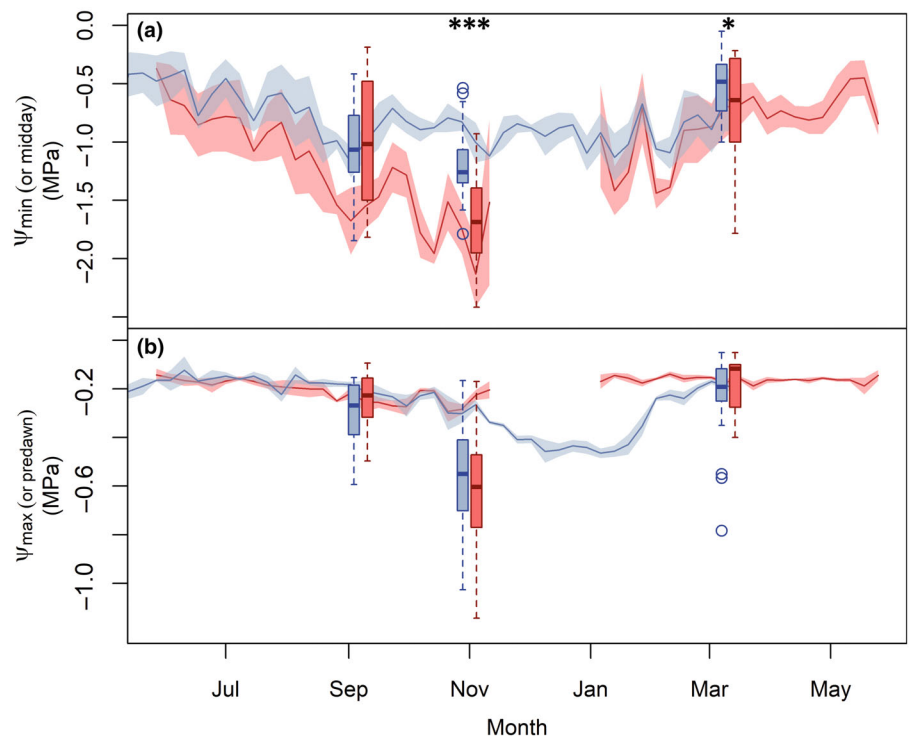 (a)
***
*
0.0
−0.5
−1.0
−1.5
−2.0
Ψmin (or midday)
(MPa)
(b)
−0.2
−0.6
−1.0
Ψmax (or predawn)
(MPa)
Jul
Sep
Nov
Jan
Mar
May
Month